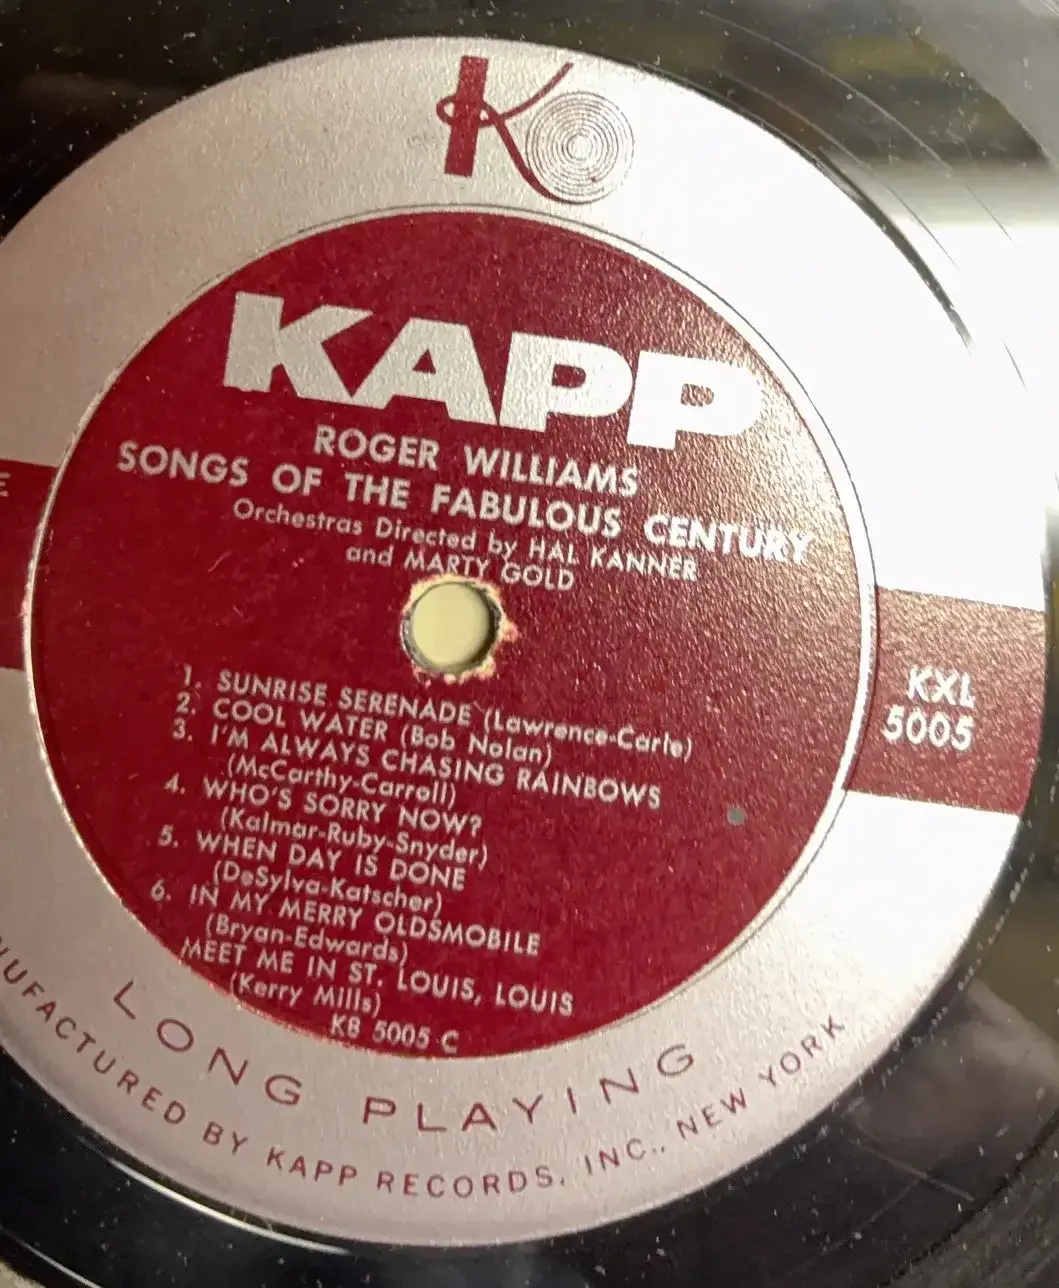 K
KAPP
ROGER WILLIAMS
SONGS OF THE FABULOUS CENTURY
Orchestras Directed by HAL KANNER
and MARTY GOLD
KXL
5005
1. SUNRISE SERENADE (Lawrence-Carle)
2. COOL WATER (Bob Nolan)
3. I'M ALWAYS CHASING RAINBOWS
(McCarthy-Carroll)
4. WHO'S SORRY NOW?
(Kalmar-Ruby-Snyder)
5. WHEN DAY IS DONE
(DeSylva-Katscher)
6. IN MY MERRY OLDSMOBILE
(Bryan-Edwards)
MEET ME IN ST. LOUIS, LOUIS
(Kerry Mills)
KB 5005 C
LONG PLAYING
NUFACTURED BY KAPP RECORDS, INC., NEW YORK